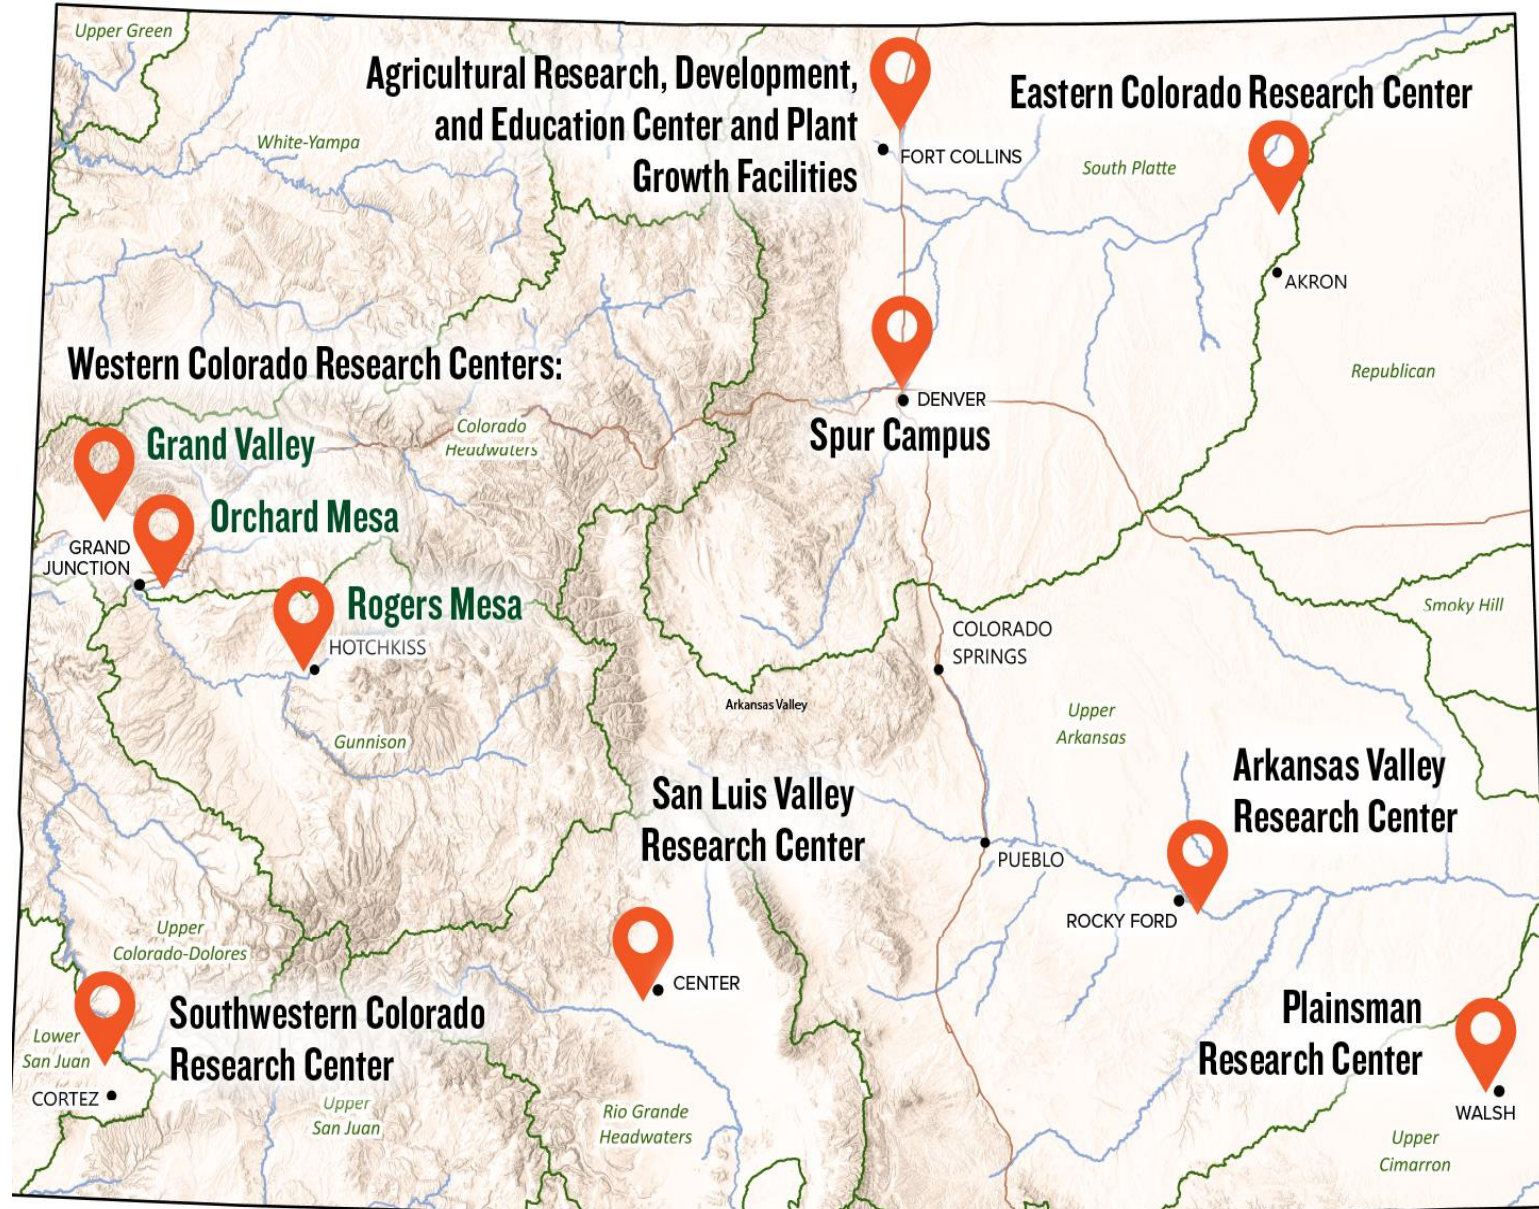 Upper Green
Agricultural Research, Development,
and Education Center and Plant
Growth Facilities
Eastern Colorado Research Center
White-Yampa
FORT COLLINS
South Platte
AKRON
Western Colorado Research Centers:
Republican
DENVER
Spur Campus
Colorado
Headwaters
Grand Valley
Orchard Mesa
GRAND
JUNCTION
Rogers Mesa
HOTCHKISS
Smoky Hill
COLORADO
SPRINGS
Arkansas Valley
Upper
Arkansas
Gunnison
San Luis Valley
Research Center
Arkansas Valley
Research Center
PUEBLO
ROCKY FORD
Upper
Colorado-Dolores
CENTER
Southwestern Colorado
Research Center
Lower
San Juan
CORTEZ
Plainsman
Research Center
WALSH
Upper
San Juan
Rio Grande
Headwaters
Upper
Cimarron